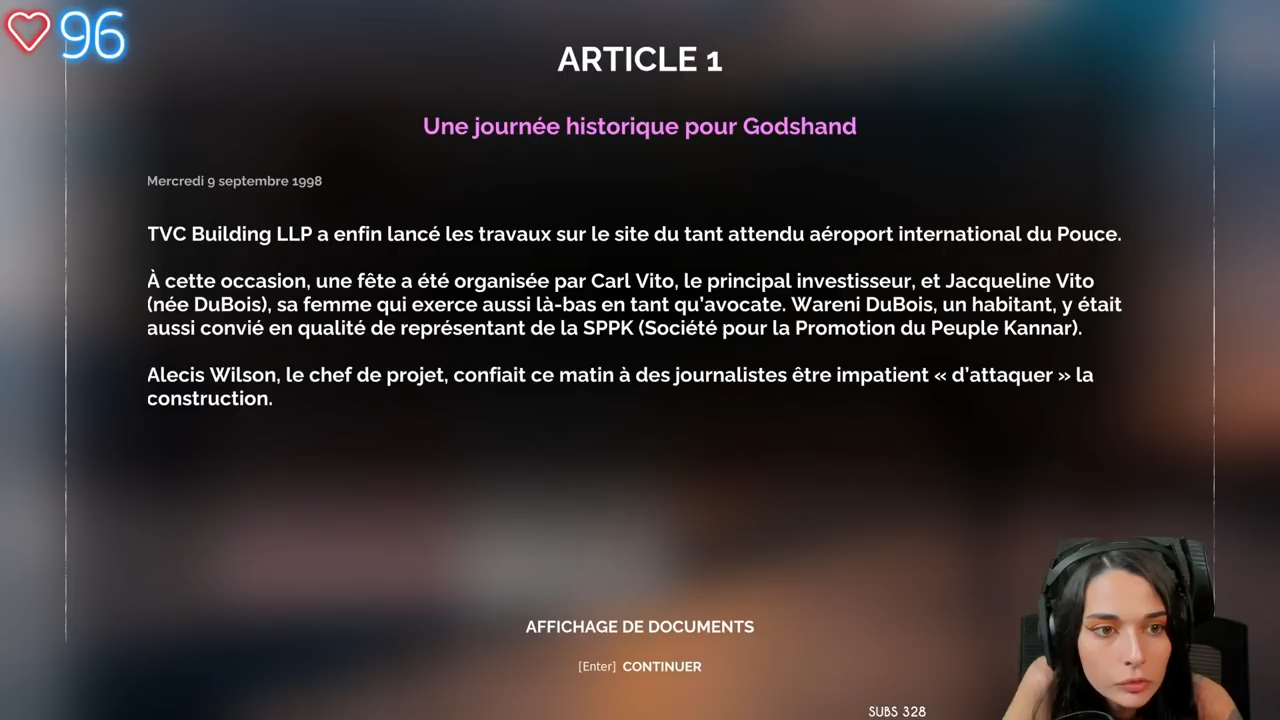 96
ARTICLE 1
Une journée historique pour Godshand
Mercredi 9 septembre 1998
TVC Building LLP a enfin lancé les travaux sur le site du tant attendu aéroport international du Pouce.
À cette occasion, une fête a été organisée par Carl Vito, le principal investisseur, et Jacqueline Vito
(née DuBois), sa femme qui exerce aussi là-bas en tant qu’avocate. Wareni DuBois, un habitant, y était
aussi convié en qualité de représentant de la SPPK (Société pour la Promotion du Peuple Kannar).
Alecis Wilson, le chef de projet, confiait ce matin à des journalistes être impatient « d’attaquer » la
construction.
AFFICHAGE DE DOCUMENTS
[Enter] CONTINUER
SUBS 328